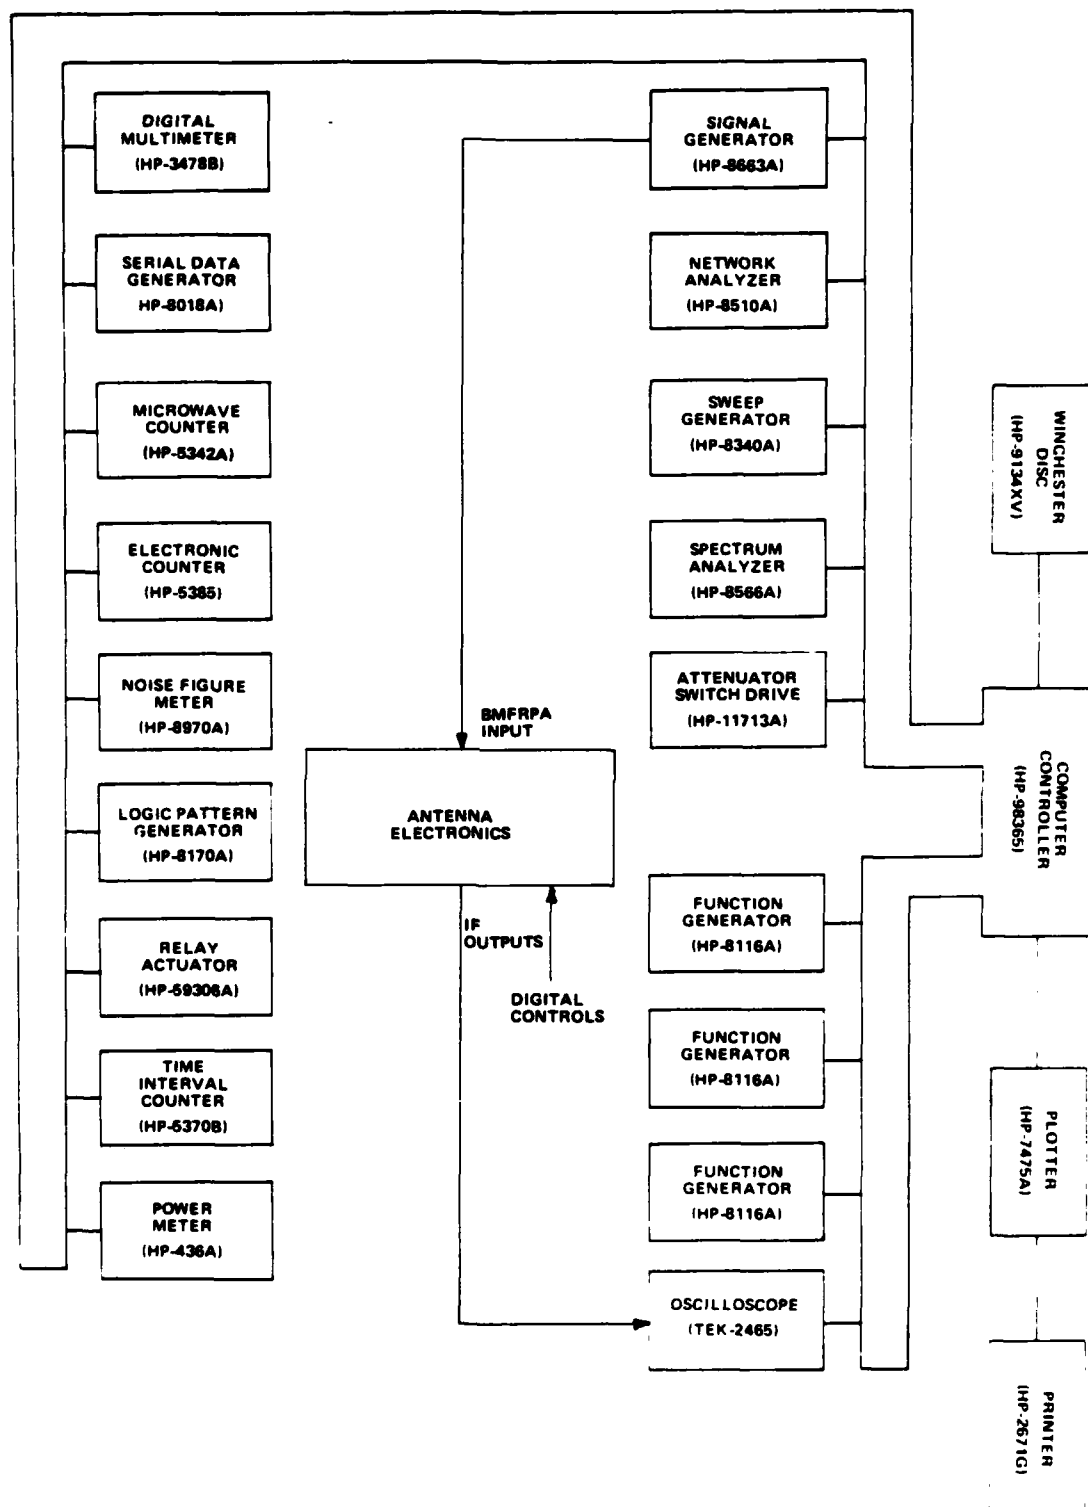 DIGITAL
MULTIMETER
(HP-3478B)
SERIAL DATA
GENERATOR
HP-8018A)
MICROWAVE
COUNTER
(HP-5342A)
ELECTRONIC
COUNTER
(HP-5385)
NOISE FIGURE
METER
(HP-8970A)
LOGIC PATTERN
GENERATOR
(HP-8170A)
RELAY
ACTUATOR
(HP-59306A)
TIME
INTERVAL
COUNTER
(HP-5370B)
POWER
METER
(HP-436A)
BMFRPA
INPUT
ANTENNA
ELECTRONICS
IF
OUTPUTS
DIGITAL
CONTROLS
SIGNAL
GENERATOR
(HP-8663A)
NETWORK
ANALYZER
(HP-8510A)
SWEEP
GENERATOR
(HP-8340A)
SPECTRUM
ANALYZER
(HP-8566A)
ATTENUATOR
SWITCH DRIVE
(HP-11713A)
FUNCTION
GENERATOR
(HP-8116A)
FUNCTION
GENERATOR
(HP-8116A)
FUNCTION
GENERATOR
(HP-8116A)
OSCILLOSCOPE
(TEK-2465)
WINCHESTER
DISC
(HP-9134XV)
COMPUTER
CONTROLLER
(HP-98365)
PLOTTER
(HP-7475A)
PRINTER
(HP-2671G)